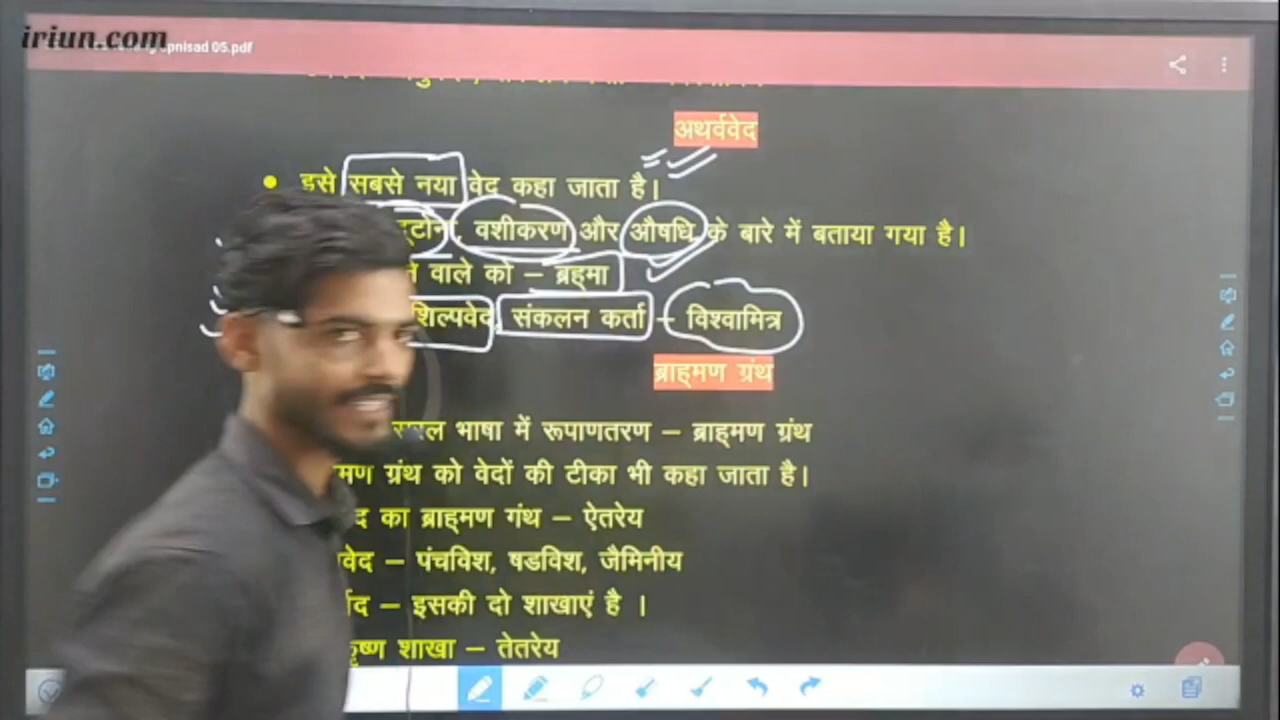 iriun.com
pnisad 05.pdf
अथर्ववेद
इसे सबसे नया वेद कहा जाता है।
वशीकरण और औषधि के बारे में बताया गया है।
वाले को – ब्रह्मा
शिल्पवेद, संकलन कर्ता – विश्वामित्र
ब्राह्मण ग्रंथ
भाषा में रूपाणतरण – ब्राह्मण ग्रंथ
ग्रंथ को वेदों की टीका भी कहा जाता है।
का ब्राह्मण गंथ – ऐतरेय
– पंचविश, षडविश, जैमिनीय
– इसकी दो शाखाएं है ।
शाखा – तेतरेय